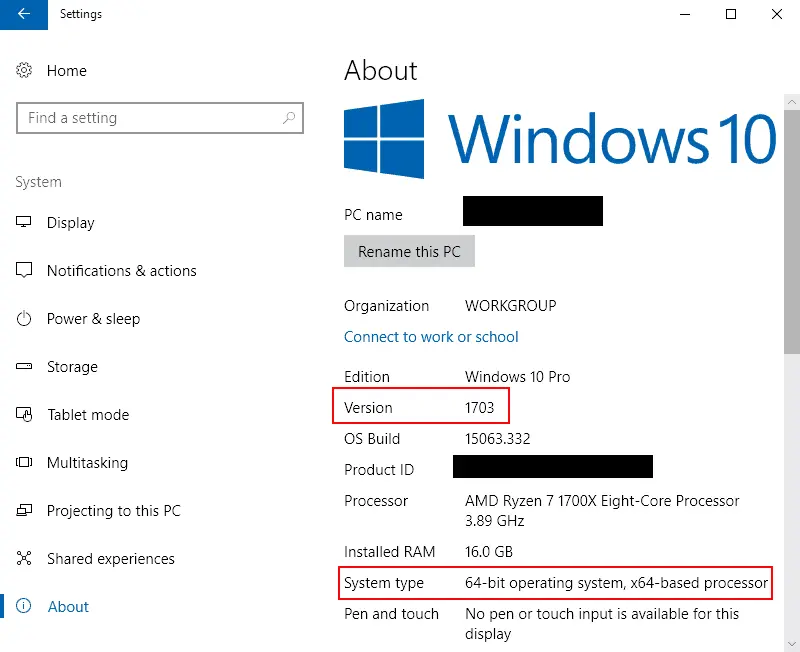 Settings
Home
Find a setting
System
Display
Notifications & actions
Power & sleep
Storage
Tablet mode
Multitasking
Projecting to this PC
Shared experiences
About
About
Windows 10
PC name
Rename this PC
Organization WORKGROUP
Connect to work or school
Edition Windows 10 Pro
Version 1703
OS Build 15063.332
Product ID
Processor AMD Ryzen 7 1700X Eight-Core Processor
3.89 GHz
Installed RAM 16.0 GB
System type 64-bit operating system, x64-based processor
Pen and touch No pen or touch input is available for this
display